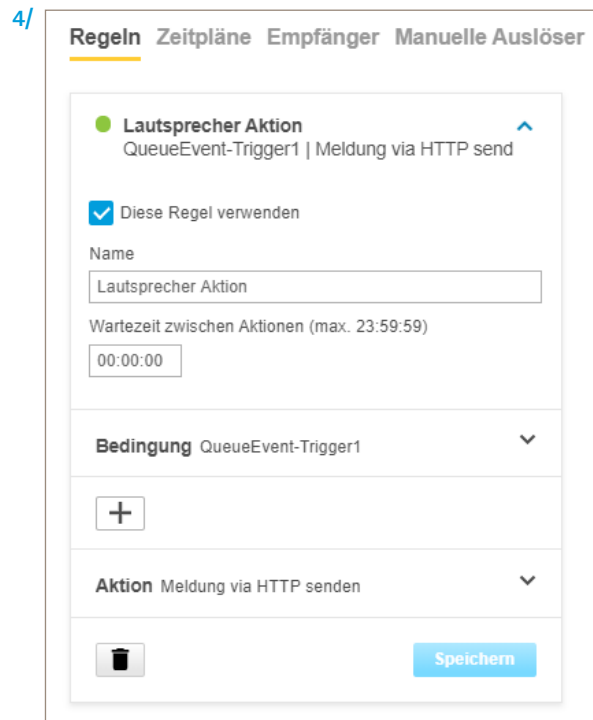 4/
Regeln Zeitpläne Empfänger Manuelle Auslöser
Lautsprecher Aktion
QueueEvent-Trigger1 | Meldung via HTTP send
Diese Regel verwenden
Name
Lautsprecher Aktion
Wartezeit zwischen Aktionen (max. 23:59:59)
00:00:00
Bedingung QueueEvent-Trigger1
Aktion Meldung via HTTP senden
Speichern